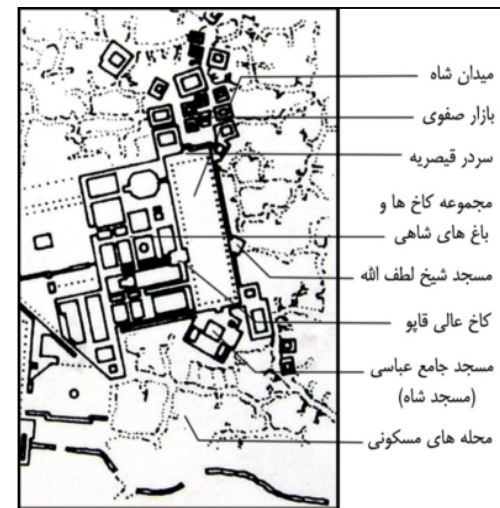 میدان شاه
بازار صفوی
سردر قیصریه
مجموعه کاخ ها و
باغ های شاهی
مسجد شیخ لطف الله
کاخ عالی قاپو
مسجد جامع عباسی
(مسجد شاه)
محله های مسکونی
1